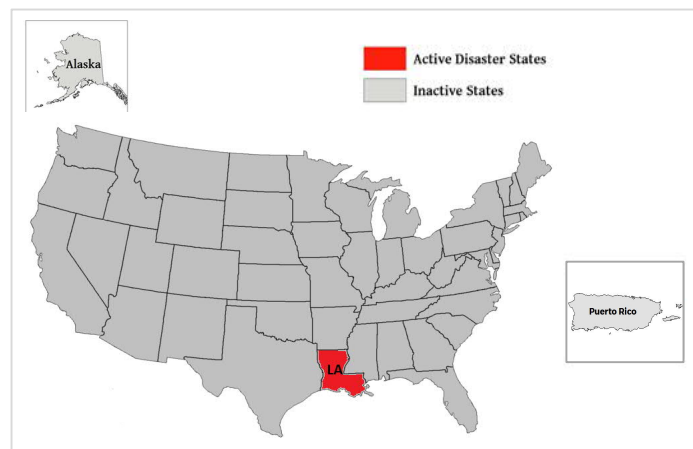 Alaska
Active Disaster States
Inactive States
Puerto Rico
LA